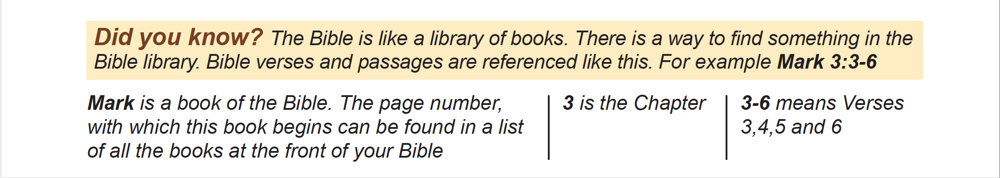 Did you know? The Bible is like a library of books. There is a way to find something in the
Bible library. Bible verses and passages are referenced like this. For example Mark 3:3-6
Mark is a book of the Bible. The page number,
with which this book begins can be found in a list
of all the books at the front of your Bible
3 is the Chapter
3-6 means Verses
3,4,5 and 6